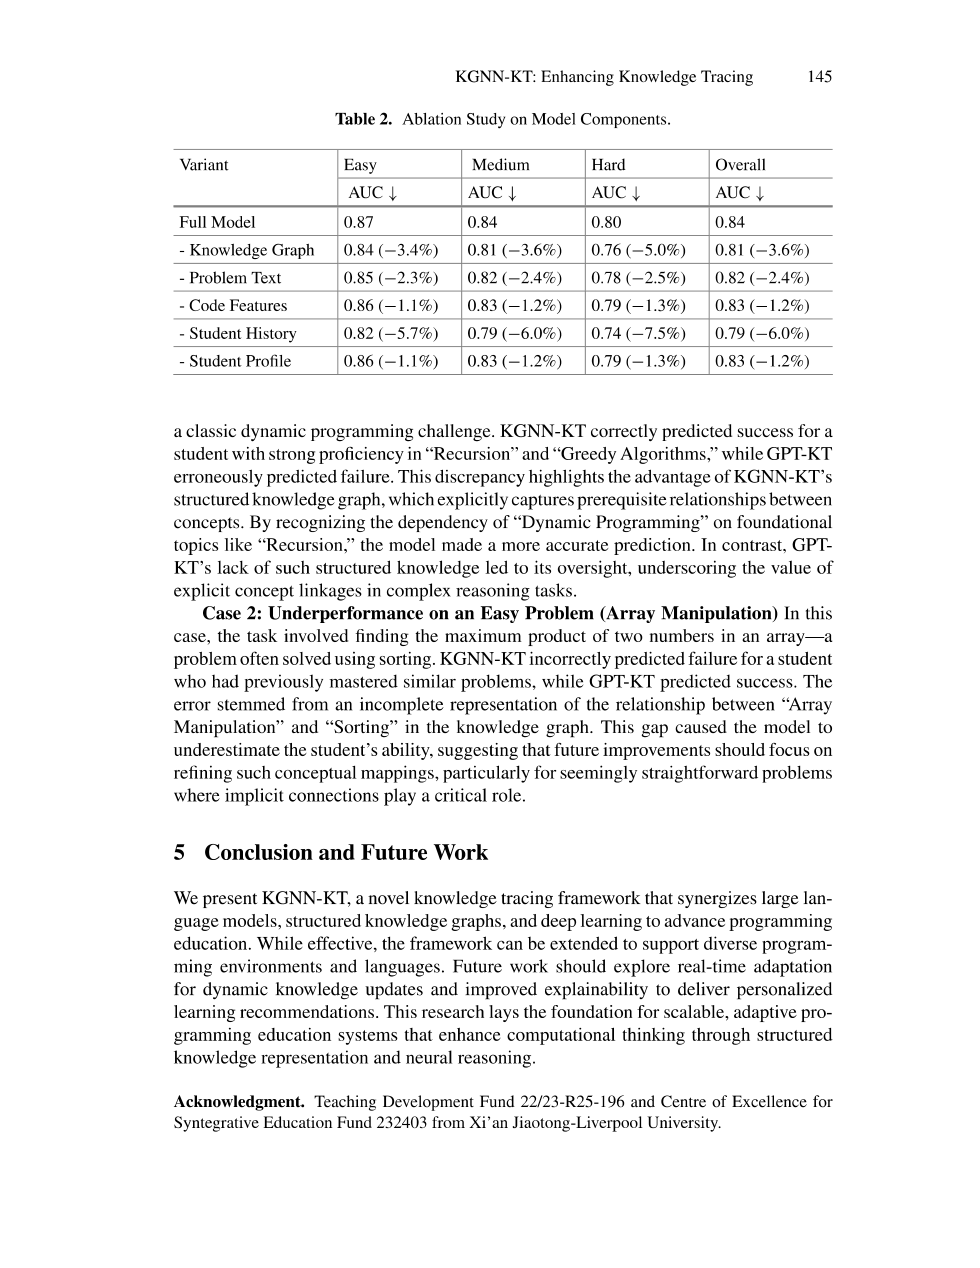 KGNN-KT: Enhancing Knowledge Tracing 145
Table 2. Ablation Study on Model Components.
Variant Easy Medium Hard Overall
AUC ↓ AUC ↓ AUC ↓ AUC ↓
Full Model 0.87 0.84 0.80 0.84
- Knowledge Graph 0.84 (−3.4%) 0.81 (−3.6%) 0.76 (−5.0%) 0.81 (−3.6%)
- Problem Text 0.85 (−2.3%) 0.82 (−2.4%) 0.78 (−2.5%) 0.82 (−2.4%)
- Code Features 0.86 (−1.1%) 0.83 (−1.2%) 0.79 (−1.3%) 0.83 (−1.2%)
- Student History 0.82 (−5.7%) 0.79 (−6.0%) 0.74 (−7.5%) 0.79 (−6.0%)
- Student Profile 0.86 (−1.1%) 0.83 (−1.2%) 0.79 (−1.3%) 0.83 (−1.2%)
a classic dynamic programming challenge. KGNN-KT correctly predicted success for a
student with strong proficiency in “Recursion” and “Greedy Algorithms,” while GPT-KT
erroneously predicted failure. This discrepancy highlights the advantage of KGNN-KT’s
structured knowledge graph, which explicitly captures prerequisite relationships between
concepts. By recognizing the dependency of “Dynamic Programming” on foundational
topics like “Recursion,” the model made a more accurate prediction. In contrast, GPT-
KT’s lack of such structured knowledge led to its oversight, underscoring the value of
explicit concept linkages in complex reasoning tasks.
Case 2: Underperformance on an Easy Problem (Array Manipulation) In this
case, the task involved finding the maximum product of two numbers in an array—a
problem often solved using sorting. KGNN-KT incorrectly predicted failure for a student
who had previously mastered similar problems, while GPT-KT predicted success. The
error stemmed from an incomplete representation of the relationship between “Array
Manipulation” and “Sorting” in the knowledge graph. This gap caused the model to
underestimate the student’s ability, suggesting that future improvements should focus on
refining such conceptual mappings, particularly for seemingly straightforward problems
where implicit connections play a critical role.
5 Conclusion and Future Work
We present KGNN-KT, a novel knowledge tracing framework that synergizes large lan-
guage models, structured knowledge graphs, and deep learning to advance programming
education. While effective, the framework can be extended to support diverse program-
ming environments and languages. Future work should explore real-time adaptation
for dynamic knowledge updates and improved explainability to deliver personalized
learning recommendations. This research lays the foundation for scalable, adaptive pro-
gramming education systems that enhance computational thinking through structured
knowledge representation and neural reasoning.
Acknowledgment. Teaching Development Fund 22/23-R25-196 and Centre of Excellence for
Syntegrative Education Fund 232403 from Xi’an Jiaotong-Liverpool University.